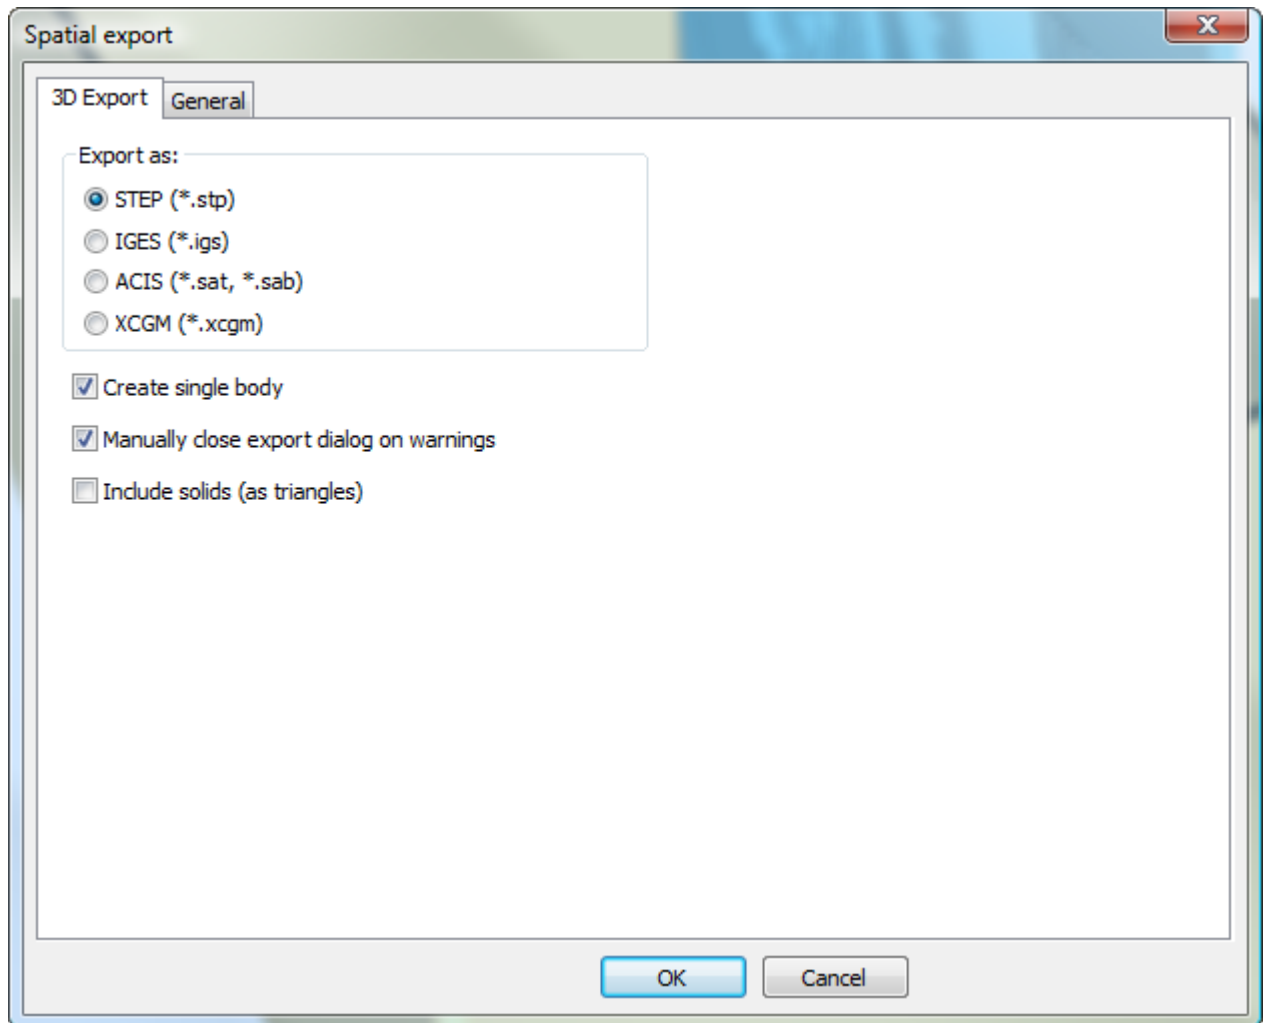 Spatial export
3D Export
General
Export as:
STEP (*.stp)
IGES (*.igs)
ACIS (*.sat, *.sab)
XCGM (*.xcgm)
Create single body
Manually close export dialog on warnings
Include solids (as triangles)
OK
Cancel